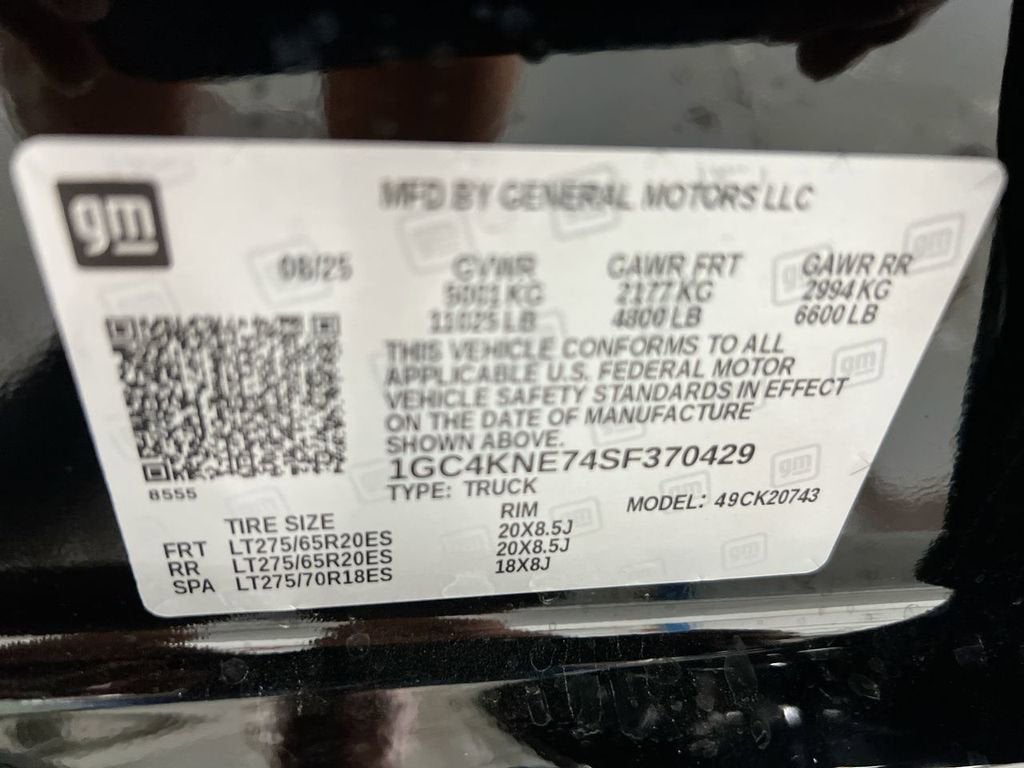 gm
MFD BY GENERAL MOTORS LLC
08/25
GVWR GAWR FRT GAWR RR
5001 KG 2177 KG 2994 KG
11025 LB 4800 LB 6600 LB
THIS VEHICLE CONFORMS TO ALL
APPLICABLE U.S. FEDERAL MOTOR
VEHICLE SAFETY STANDARDS IN EFFECT
ON THE DATE OF MANUFACTURE
SHOWN ABOVE.
1GC4KNE74SF370429
8555
TYPE: TRUCK MODEL: 49CK20743
TIRE SIZE RIM
FRT LT275/65R20ES 20X8.5J
RR LT275/65R20ES 20X8.5J
SPA LT275/70R18ES 18X8J